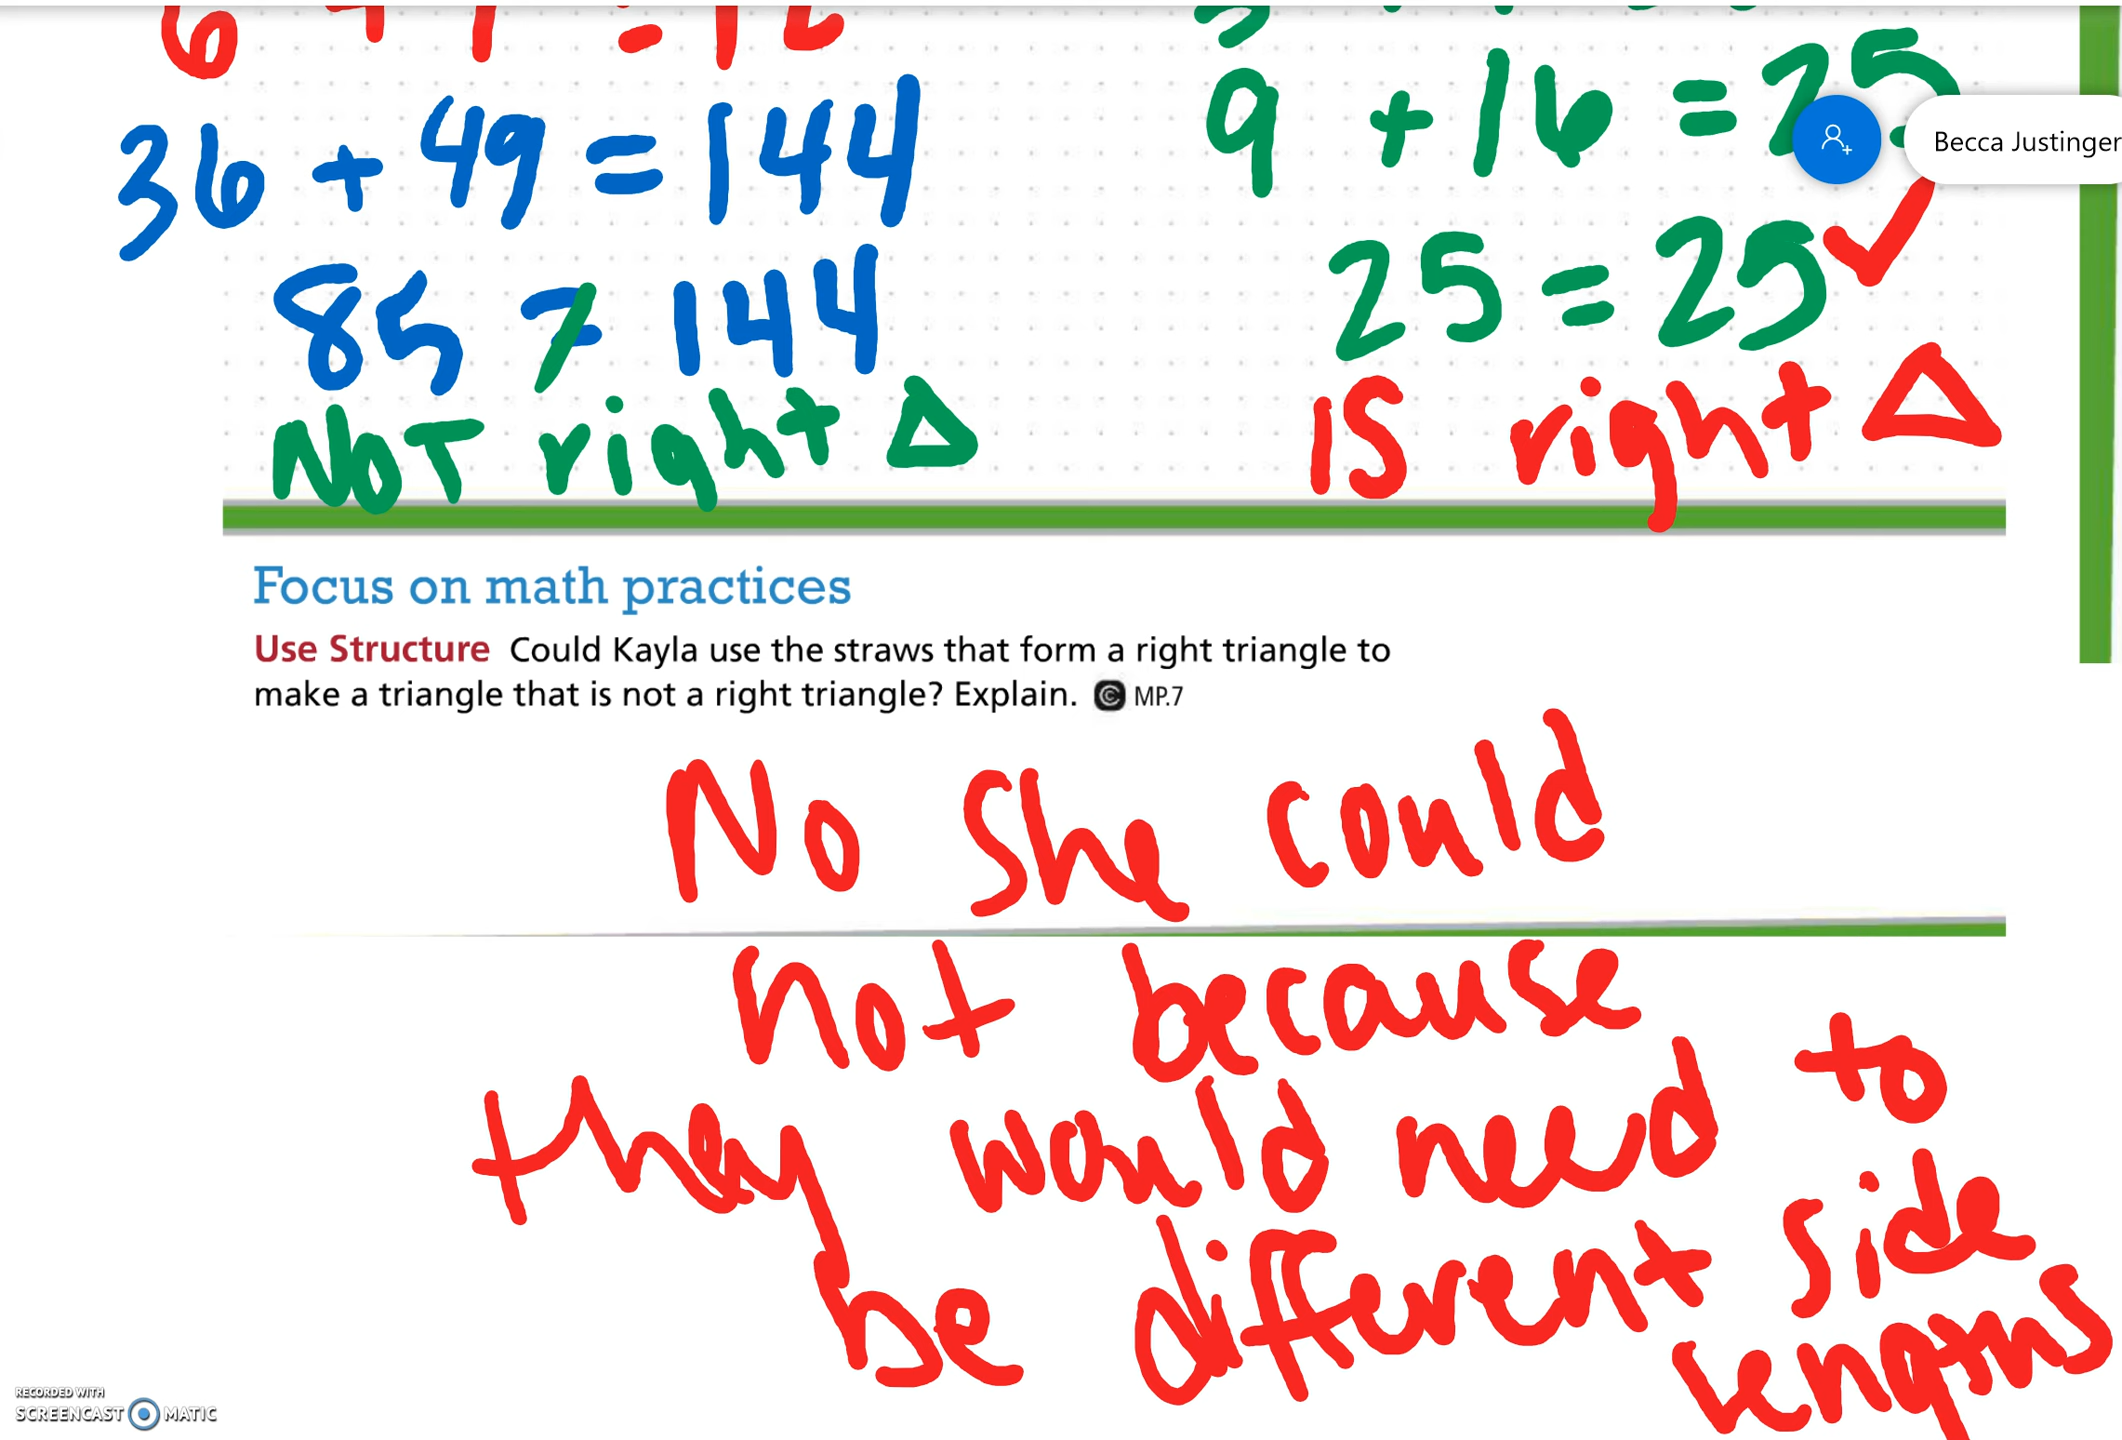 36 + 49 = 144
85 ≠ 144
NOT right △
9 + 16 = 25
Becca Justinger
25 = 25 ✓
IS right △
Focus on math practices
Use Structure Could Kayla use the straws that form a right triangle to
make a triangle that is not a right triangle? Explain. MP.7
No She could
not because
they would need to
be different side
lengths
RECORDED WITH
SCREENCAST MATIC